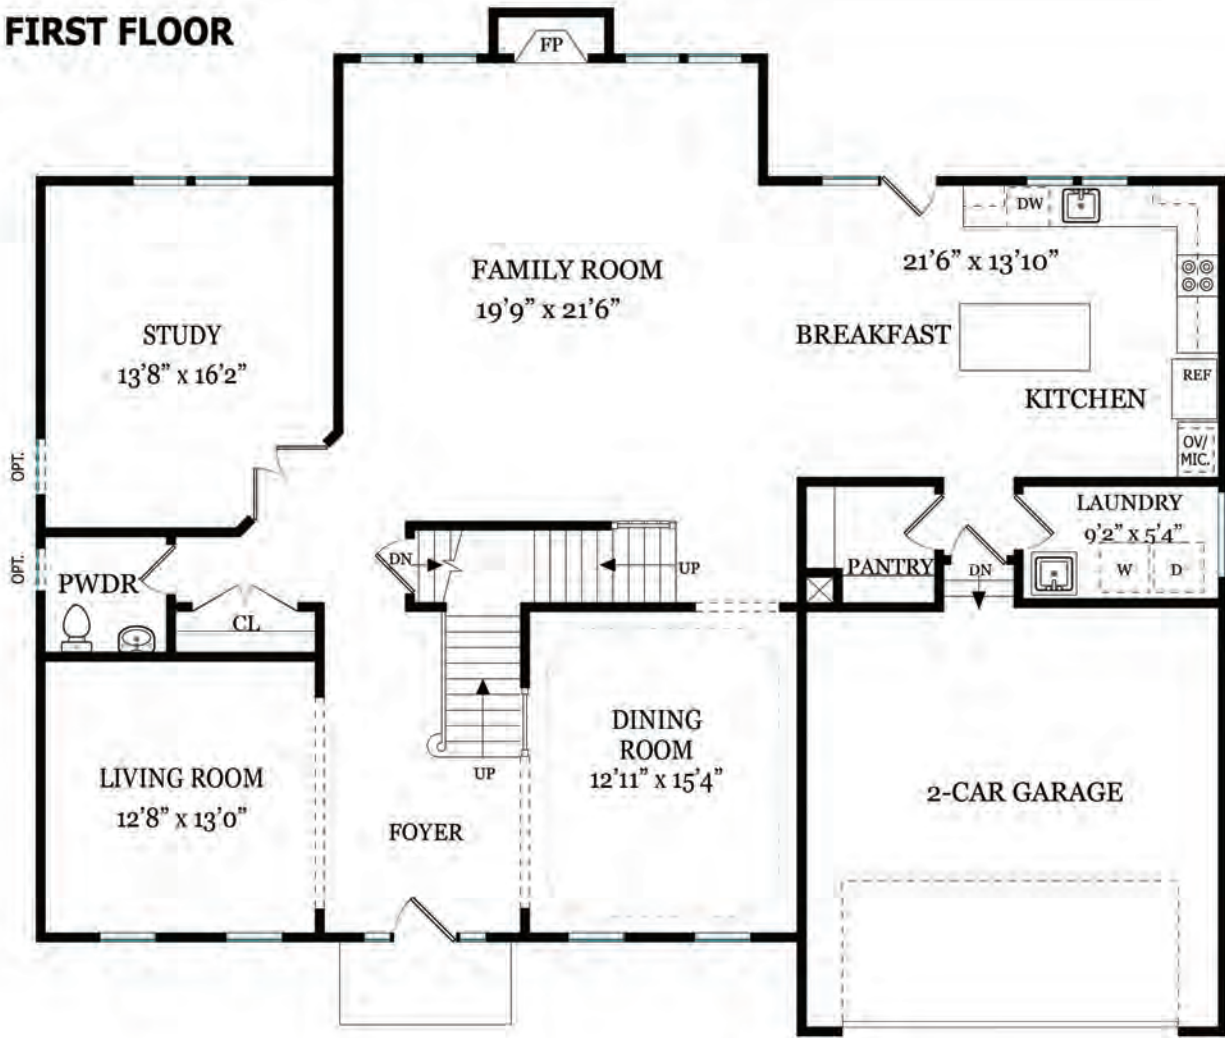 FIRST FLOOR
FP
DW
FAMILY ROOM
19’9” x 21’6”
21’6” x 13’10”
BREAKFAST
STUDY
13’8” x 16’2”
REF
KITCHEN
OV/
MIC.
OPT.
LAUNDRY
9’2” x 5’4”
OPT.
PWDR
DN
UP
PANTRY
DN
W
D
CL
DINING
ROOM
12’11” x 15’4”
UP
LIVING ROOM
12’8” x 13’0”
FOYER
2-CAR GARAGE